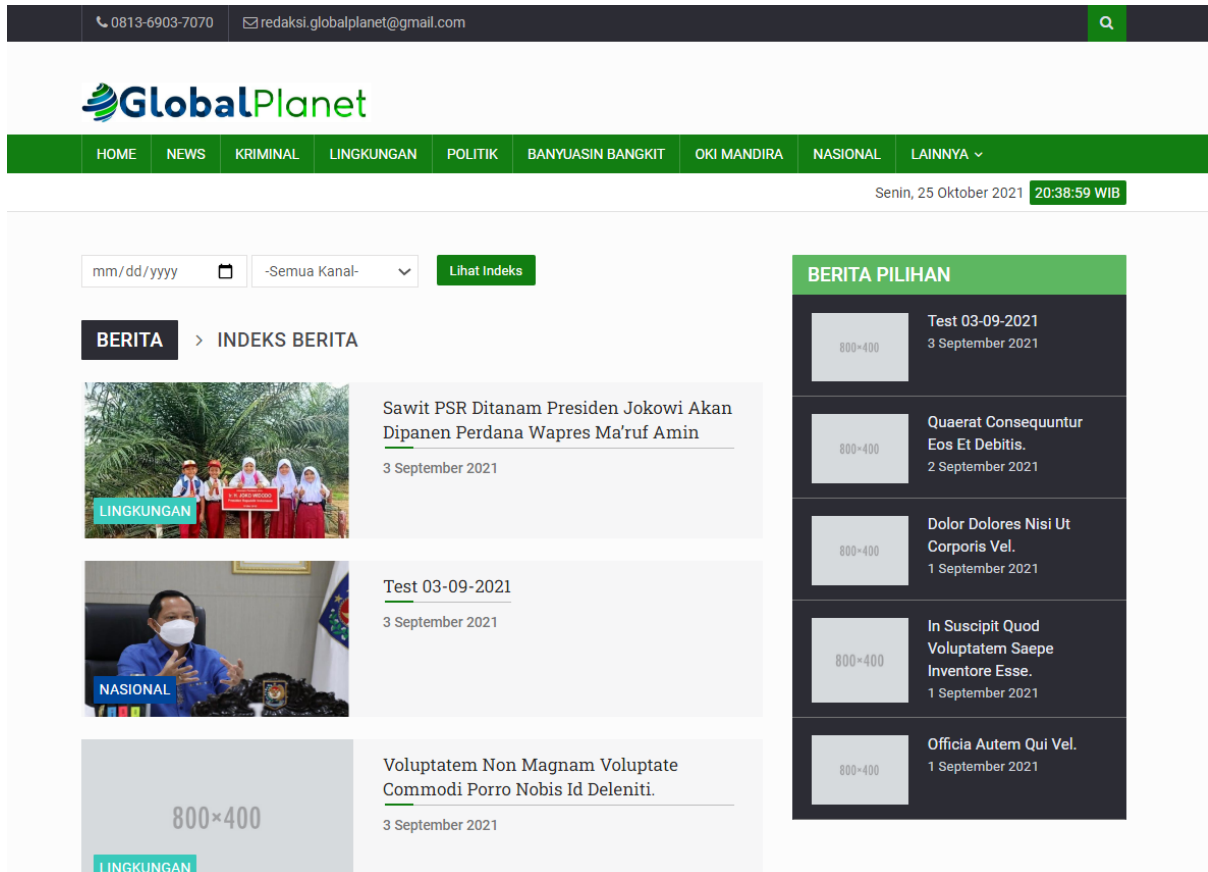 0813-6903-7070
redaksi.globalplanet@gmail.com
GlobalPlanet
HOME
NEWS
KRIMINAL
LINGKUNGAN
POLITIK
BANYUASIN BANGKIT
OKI MANDIRA
NASIONAL
LAINNYA
Senin, 25 Oktober 2021
20:38:59 WIB
mm/dd/yyyy
-Semua Kanal-
Lihat Indeks
BERITA
INDEKS BERITA
LINGKUNGAN
Sawit PSR Ditanam Presiden Jokowi Akan
Dipanen Perdana Wapres Ma'ruf Amin
3 September 2021
NASIONAL
Test 03-09-2021
3 September 2021
800×400
LINGKUNGAN
Voluptatem Non Magnam Voluptate
Commodi Porro Nobis Id Deleniti.
3 September 2021
BERITA PILIHAN
800×400
Test 03-09-2021
3 September 2021
800×400
Quaerat Consequuntur
Eos Et Debitis.
2 September 2021
800×400
Dolor Dolores Nisi Ut
Corporis Vel.
1 September 2021
800×400
In Suscipit Quod
Voluptatem Saepe
Inventore Esse.
1 September 2021
800×400
Officia Autem Qui Vel.
1 September 2021